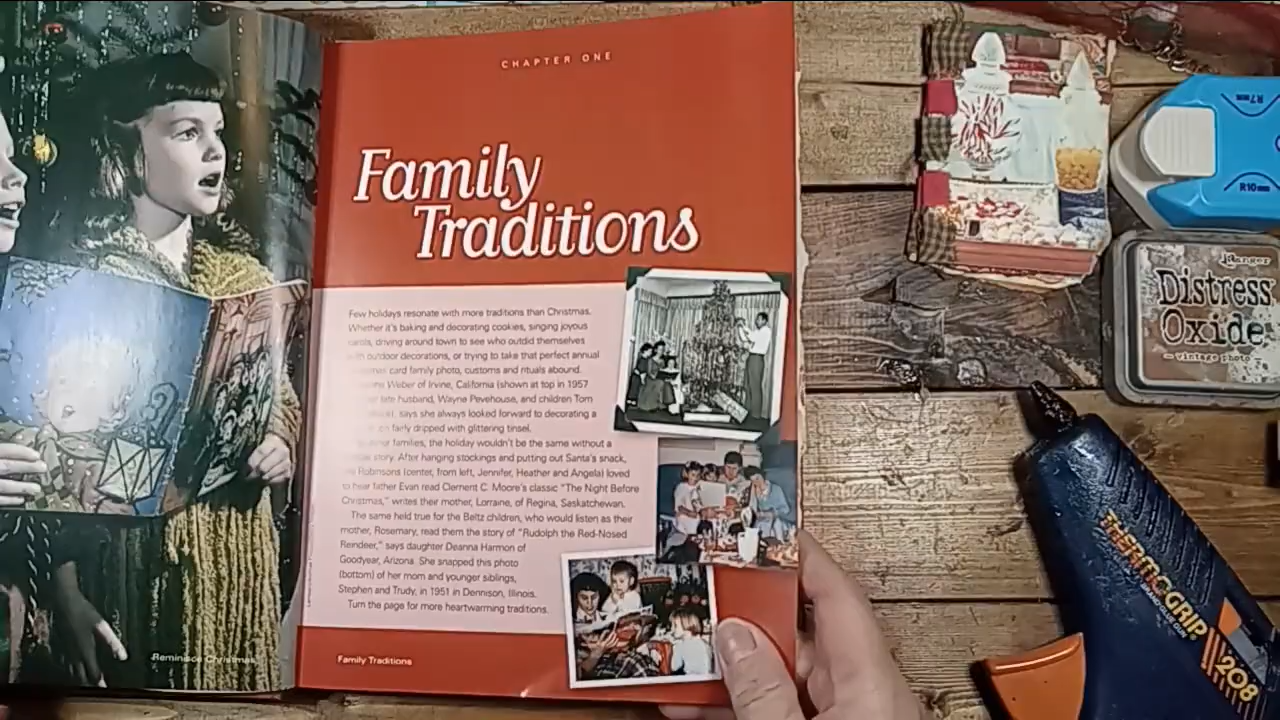 CHAPTER ONE
Family
Traditions
Few holidays resonate with more traditions than Christmas.
Whether it's baking and decorating cookies, singing joyous
carols, driving around town to see who outdid themselves
outdoor decorations, or trying to take that perfect annual
card family photo, customs and rituals abound.
Weber of Irvine, California (shown at top in 1957
late husband, Wayne Pevehouse, and children Tom
says she always looked forward to decorating a
fairly dripped with glittering tinsel.
families, the holiday wouldn't be the same without a
story. After hanging stockings and putting out Santa's snack,
Robinsons (center, from left, Jennifer, Heather and Angela) loved
to hear father Evan read Clement C. Moore's classic "The Night Before
Christmas," writes their mother, Lorraine, of Regina, Saskatchewan.
The same held true for the Beltz children, who would listen as their
mother, Rosemary, read them the story of "Rudolph the Red-Nosed
Reindeer," says daughter Deanna Harmon of
Goodyear, Arizona. She snapped this photo
(bottom) of her mom and younger siblings,
Stephen and Trudy, in 1951 in Dennison, Illinois.
Turn the page for more heartwarming traditions.
Reminisce Christmas
Family Traditions
R7mm
R10mm
Ranger
Distress
Oxide
vintage photo
THERMOGRIP
208